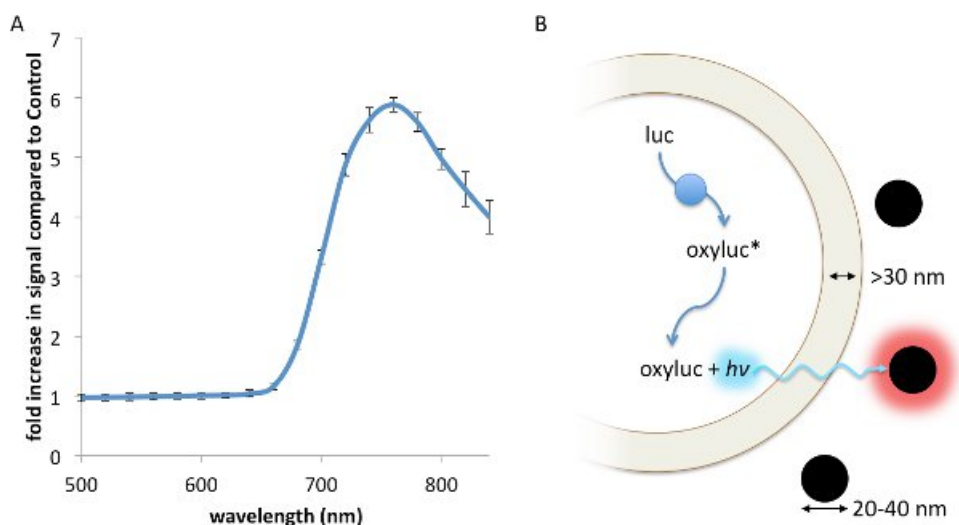 A
fold increase in signal compared to Control
7
6
5
4
3
2
1
0
500
600
700
800
wavelength (nm)
B
luc
oxyluc*
oxyluc + hν
>30 nm
20-40 nm